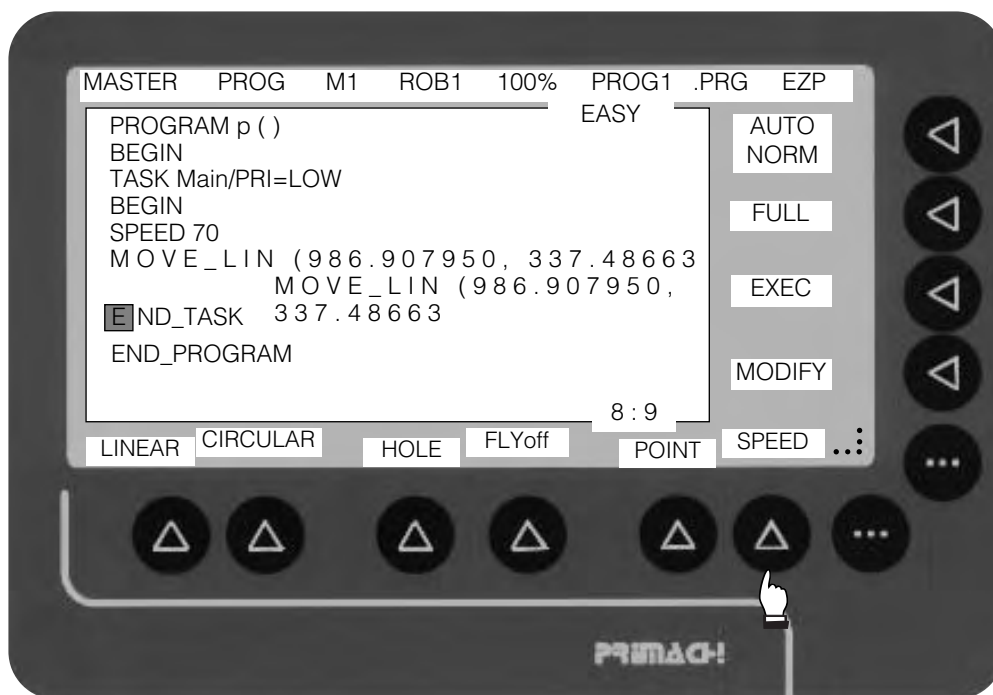 MASTER PROG M1 ROB1 100% PROG1 .PRG EZP
EASY
PROGRAM p ( )
BEGIN
TASK Main/PRI=LOW
BEGIN
SPEED 70
MOVE_LIN (986.907950, 337.48663
MOVE_LIN (986.907950,
337.48663
END_TASK
END_PROGRAM
8:9
AUTO
NORM
FULL
EXEC
MODIFY
LINEAR CIRCULAR HOLE FLYoff POINT SPEED
PRIMACH